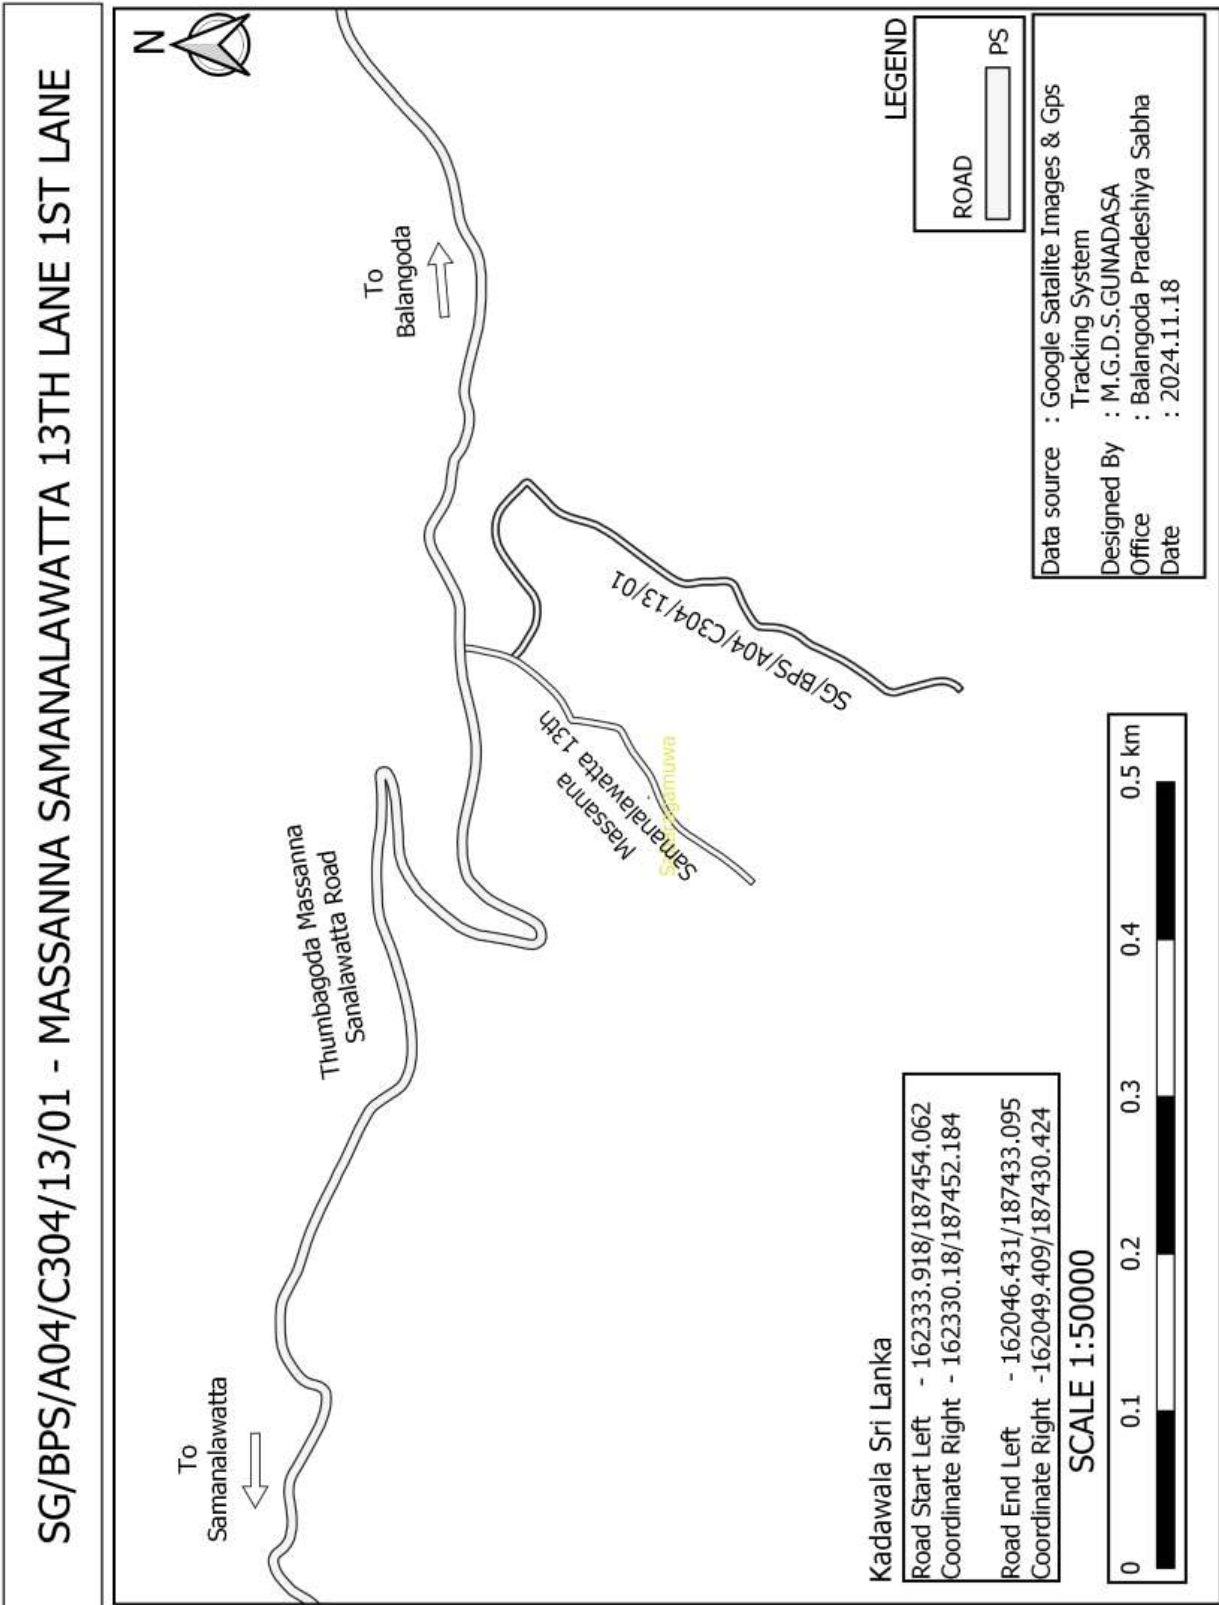 SG/BPS/A04/C304/13/01 - MASSANNA SAMANALAWATTA 13TH LANE 1ST LANE
N
To
Samanalawatta
Thumbagoda Massanna
Sanalawatta Road
To
Balangoda
Massanna
Samanalawatta 13th
SG/BPS/A04/C304/13/01
LEGEND
ROAD
PS
Kadawala Sri Lanka
Road Start Left - 162333.918/187454.062
Coordinate Right - 162330.18/187452.184
Road End Left - 162046.431/187433.095
Coordinate Right -162049.409/187430.424
SCALE 1:50000
0 0.1 0.2 0.3 0.4 0.5 km
Data source : Google Satalite Images & Gps
Tracking System
Designed By : M.G.D.S.GUNADASA
Office : Balangoda Pradeshiya Sabha
Date : 2024.11.18